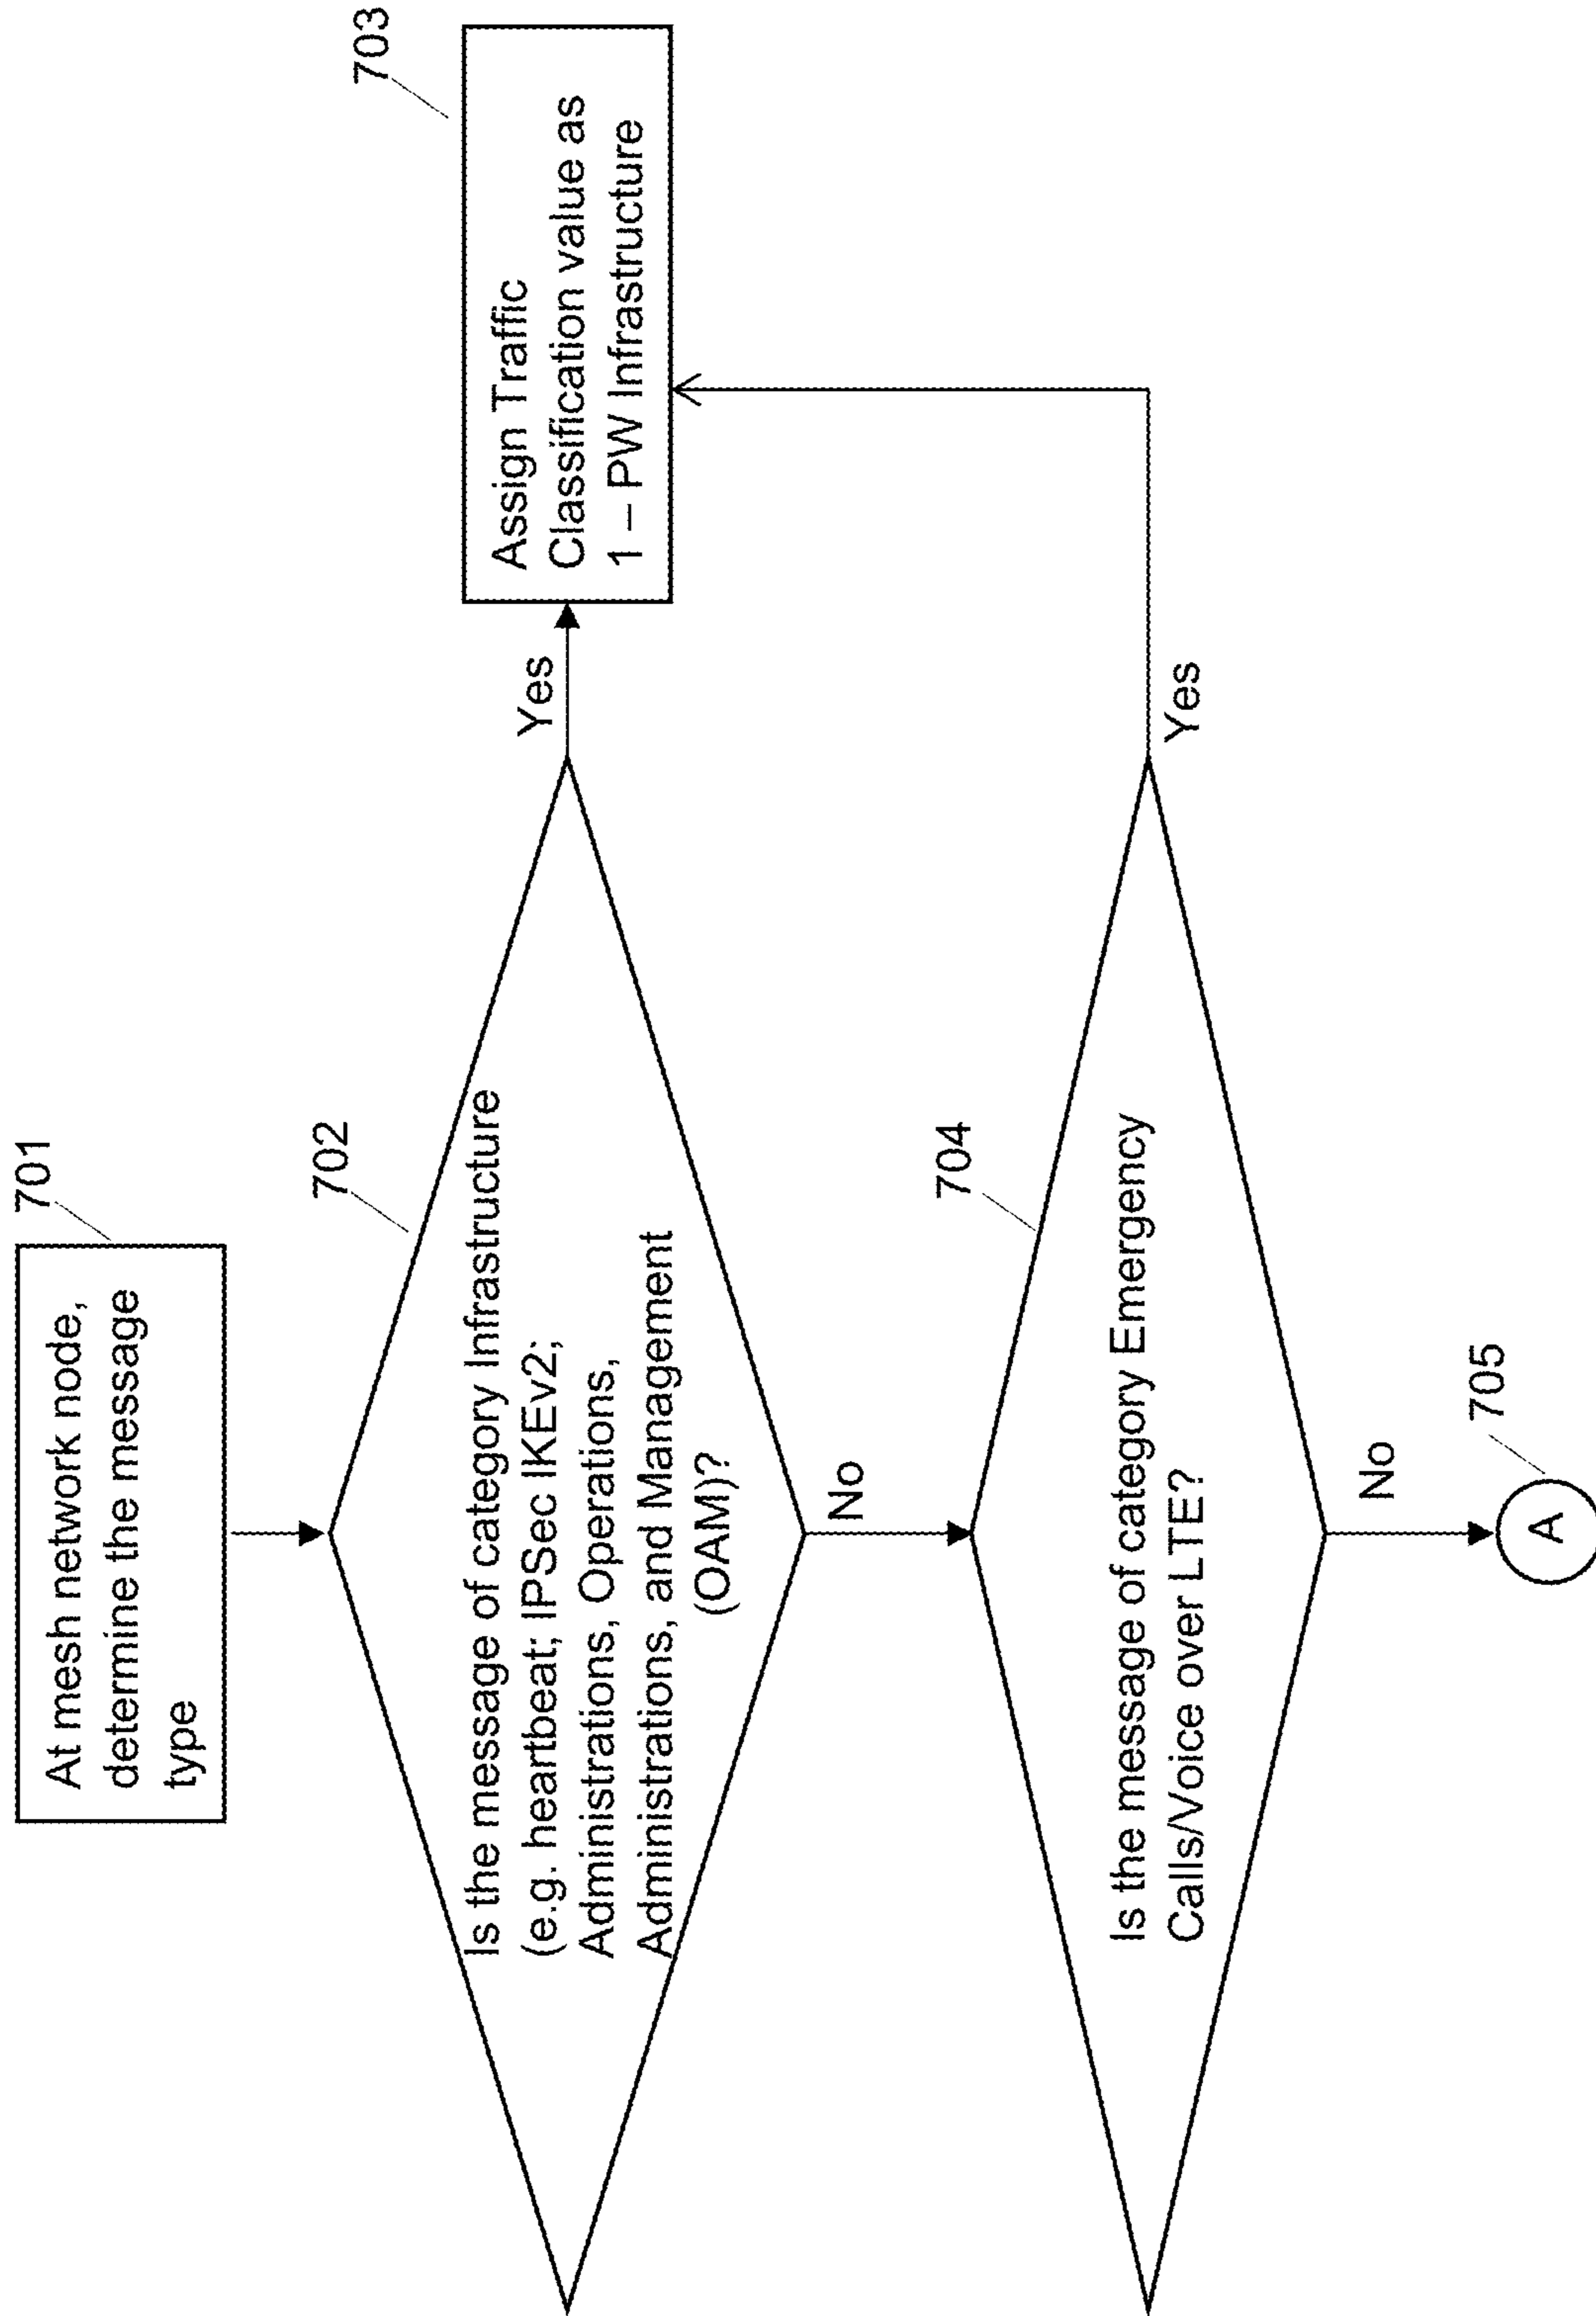 At mesh network node,
determine the message
type
701
702
Is the message of category Infrastructure
(e.g. heartbeat; IPSec IKEv2;
Administrations, Operations,
Administrations, and Management
(OAM)?
Yes
703
Assign Traffic
Classification value as
1 – PW Infrastructure
No
704
Is the message of category Emergency
Calls/Voice over LTE?
Yes
No
705
A